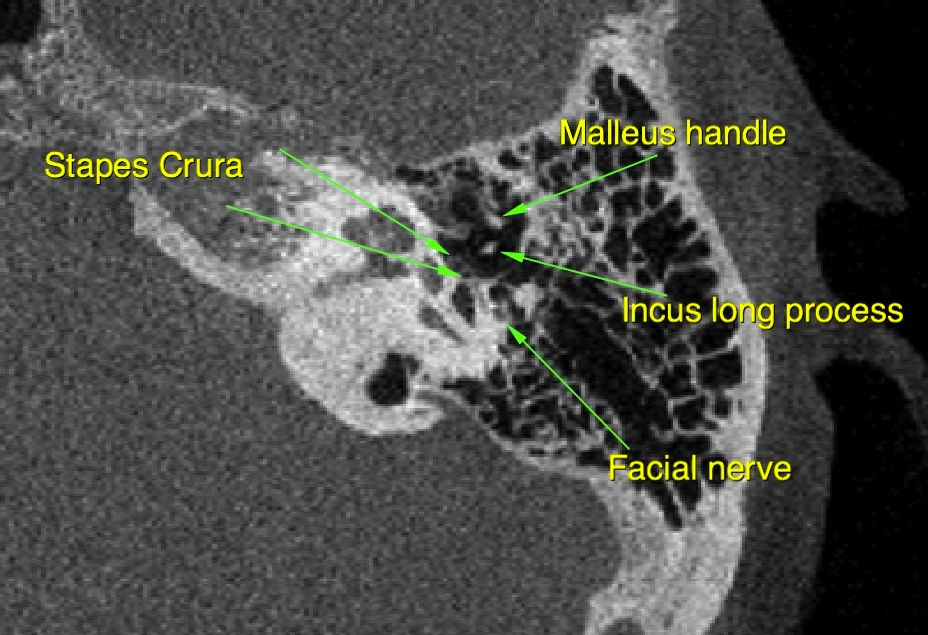 Malleus handle
Stapes Crura
Incus long process
Facial nerve